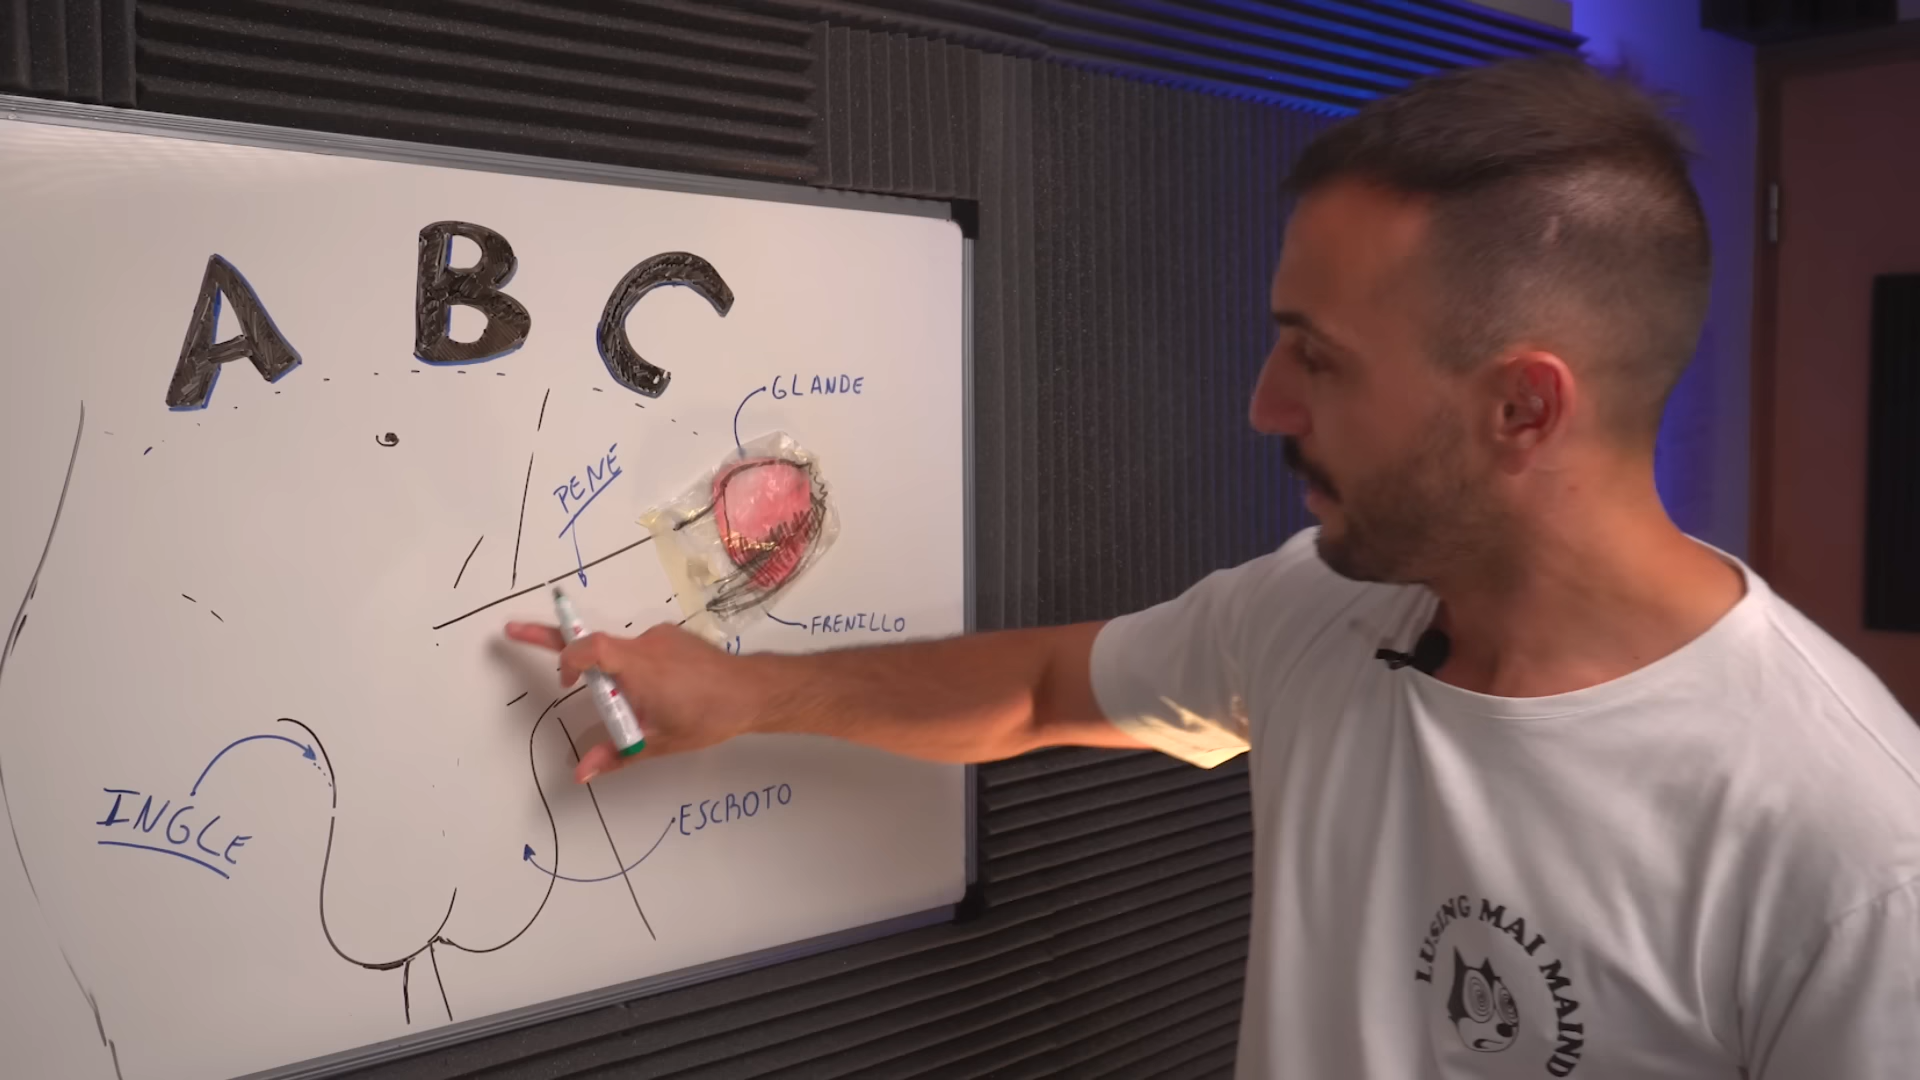 A B C
GLANDE
PENE
FRENILLO
INGLE
ESCROTO
LUSING MAI MAIND